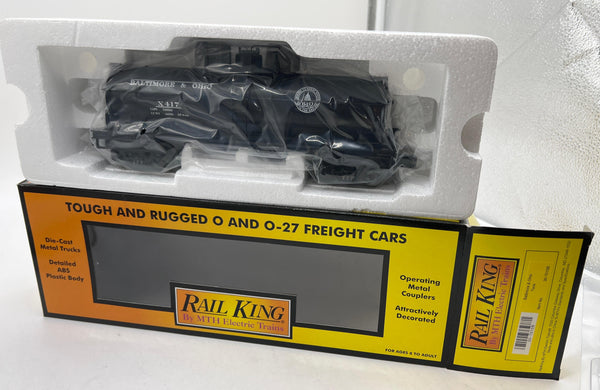 BALTIMORE & OHIO
X417
B&O
TOUGH AND RUGGED O AND O-27 FREIGHT CARS
Die-Cast
Metal Trucks
Detailed
ABS
Plastic Body
Operating
Metal
Couplers
Attractively
Decorated
RAIL KING
By MTH Electric Trains
FOR AGES 8 TO ADULT
RAIL KING
By MTH Electric Trains
Baltimore & Ohio